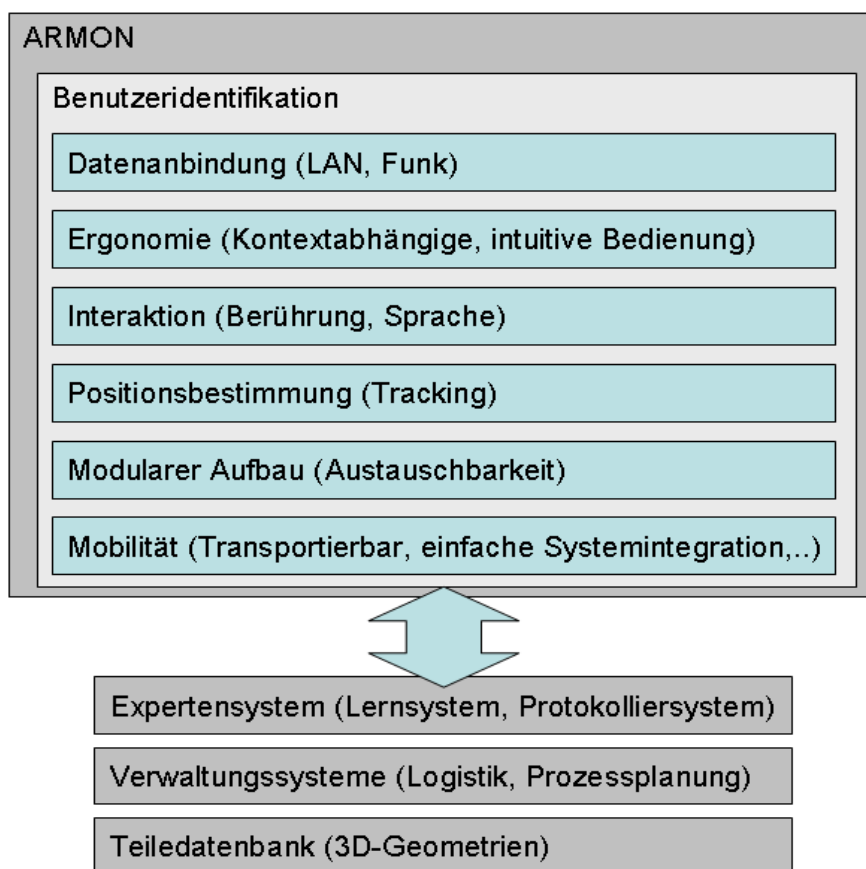 ARMON
Benutzeridentifikation
Datenanbindung (LAN, Funk)
Ergonomie (Kontextabhängige, intuitive Bedienung)
Interaktion (Berührung, Sprache)
Positionsbestimmung (Tracking)
Modularer Aufbau (Austauschbarkeit)
Mobilität (Transportierbar, einfache Systemintegration,..)
Expertensystem (Lernsystem, Protokolliersystem)
Verwaltungssysteme (Logistik, Prozessplanung)
Teiledatenbank (3D-Geometrien)